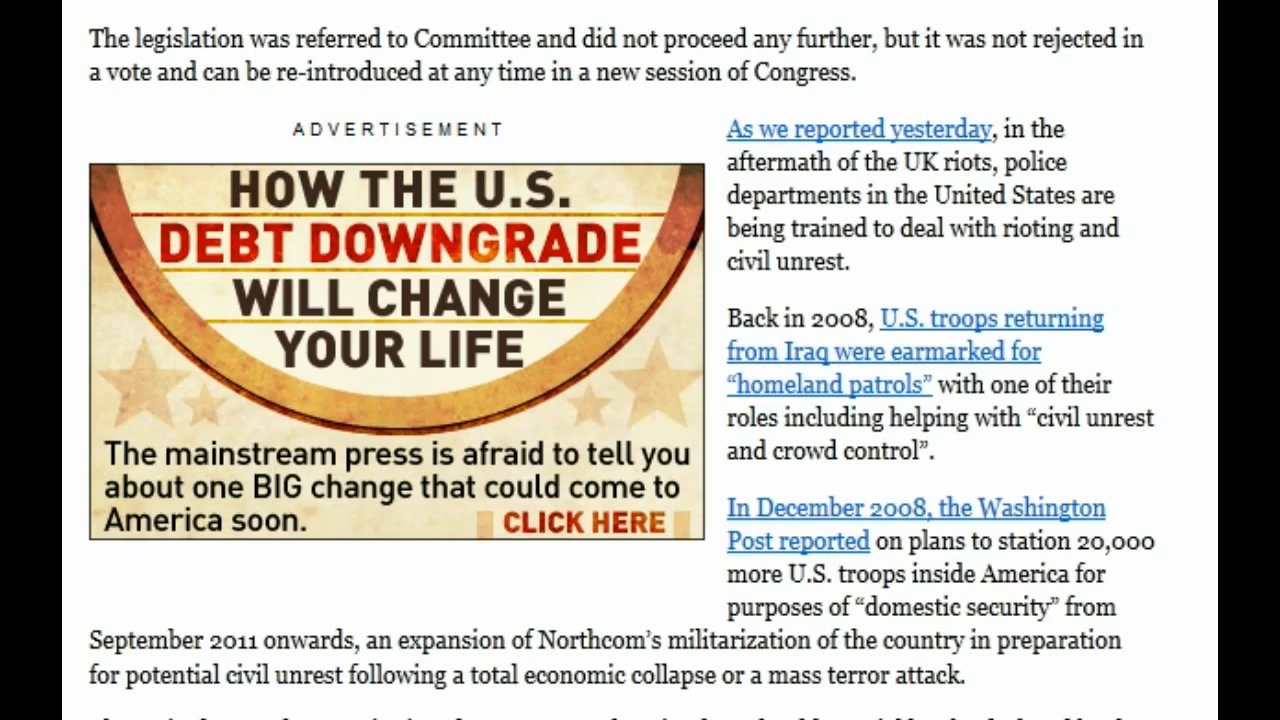 The legislation was referred to Committee and did not proceed any further, but it was not rejected in
a vote and can be re-introduced at any time in a new session of Congress.
ADVERTISEMENT
HOW THE U.S.
DEBT DOWNGRADE
WILL CHANGE
YOUR LIFE
The mainstream press is afraid to tell you
about one BIG change that could come to
America soon.
CLICK HERE
As we reported yesterday, in the
aftermath of the UK riots, police
departments in the United States are
being trained to deal with rioting and
civil unrest.
Back in 2008, U.S. troops returning
from Iraq were earmarked for
“homeland patrols” with one of their
roles including helping with “civil unrest
and crowd control”.
In December 2008, the Washington
Post reported on plans to station 20,000
more U.S. troops inside America for
purposes of “domestic security” from
September 2011 onwards, an expansion of Northcom’s militarization of the country in preparation
for potential civil unrest following a total economic collapse or a mass terror attack.